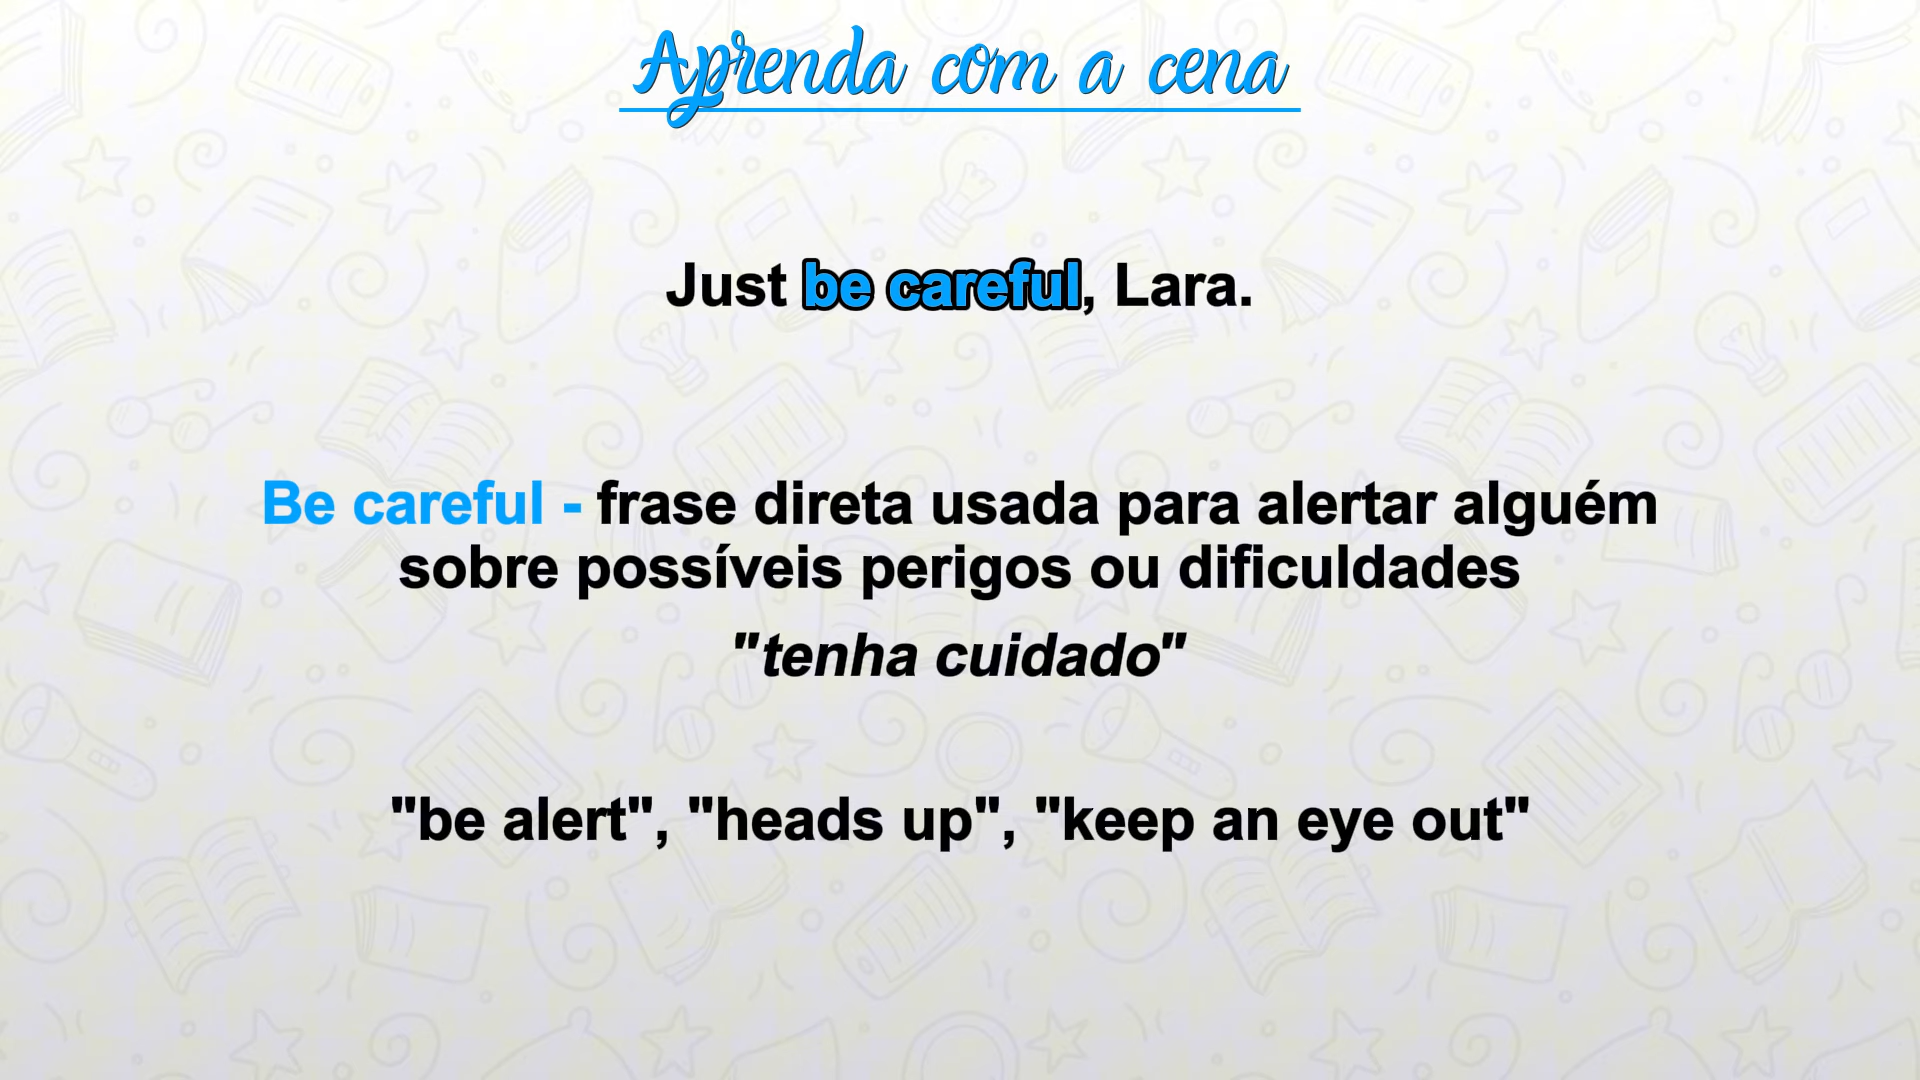 Aprenda com a cena
Just be careful, Lara.
Be careful - frase direta usada para alertar alguém
sobre possíveis perigos ou dificuldades
"tenha cuidado"
"be alert", "heads up", "keep an eye out"